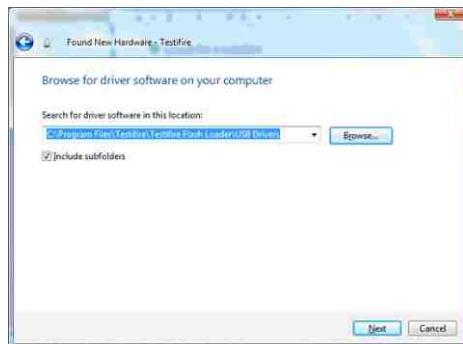 Found New Hardware - Testifire
Browse for driver software on your computer
Search for driver software in this location:
C:\Program Files\Testifire\Testifire Flash Loader\USB Drivers
Browse...
Include subfolders
Next
Cancel